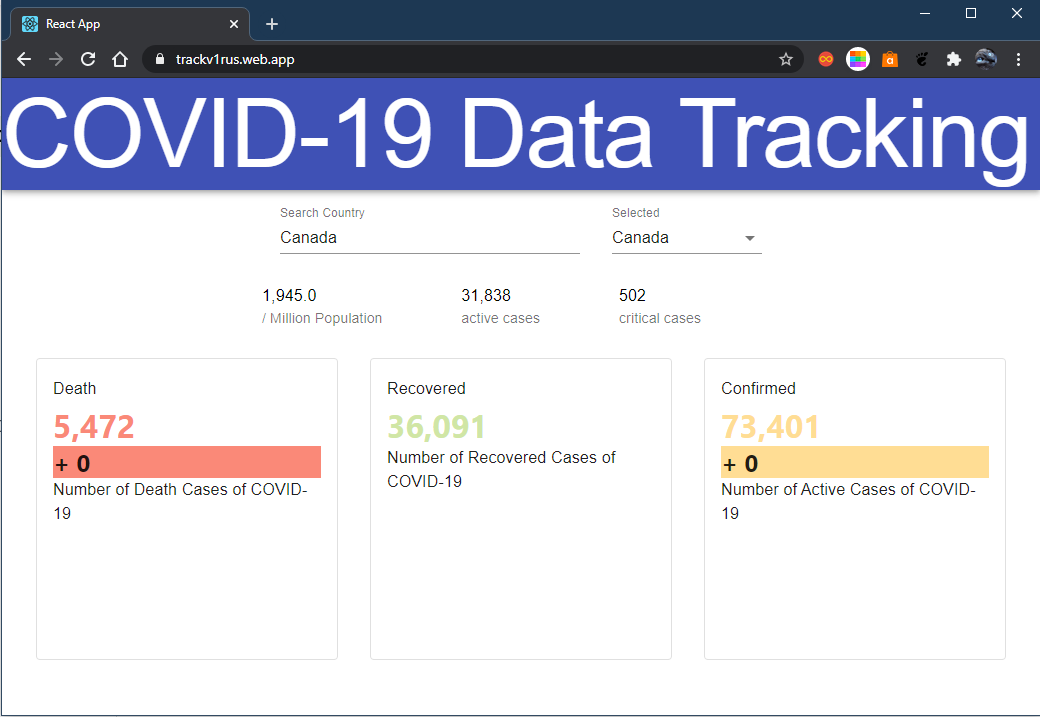 React App
trackv1rus.web.app
COVID-19 Data Tracking
Search Country
Selected
Canada
Canada
1,945.0
31,838
502
/ Million Population
active cases
critical cases
Death
5,472
+ 0
Number of Death Cases of COVID-
19
Recovered
36,091
Number of Recovered Cases of
COVID-19
Confirmed
73,401
+ 0
Number of Active Cases of COVID-
19